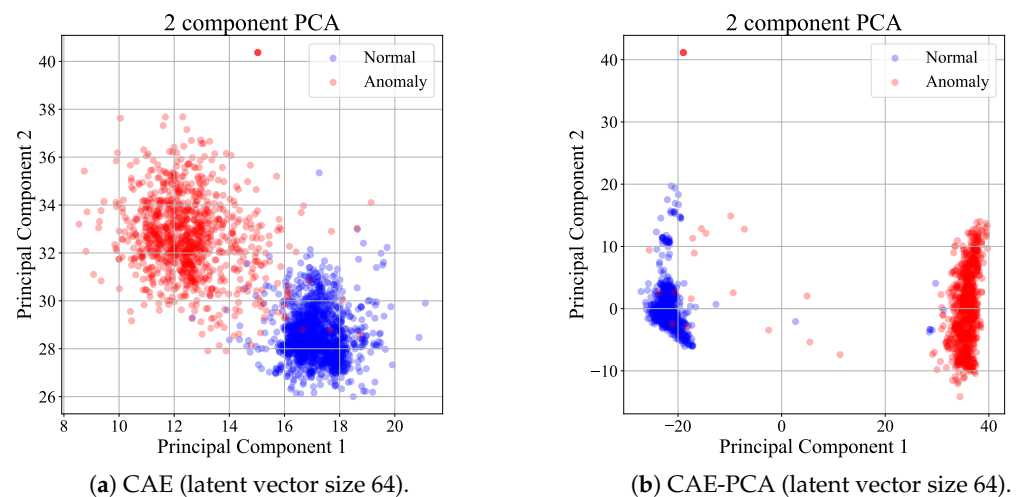 2 component PCA
40
38
36
34
32
30
28
26
8
10
12
14
16
18
20
Principal Component 2
Principal Component 1
Normal
Anomaly
(a) CAE (latent vector size 64).
2 component PCA
40
30
20
10
0
−10
−20
0
20
40
Principal Component 2
Principal Component 1
Normal
Anomaly
(b) CAE-PCA (latent vector size 64).